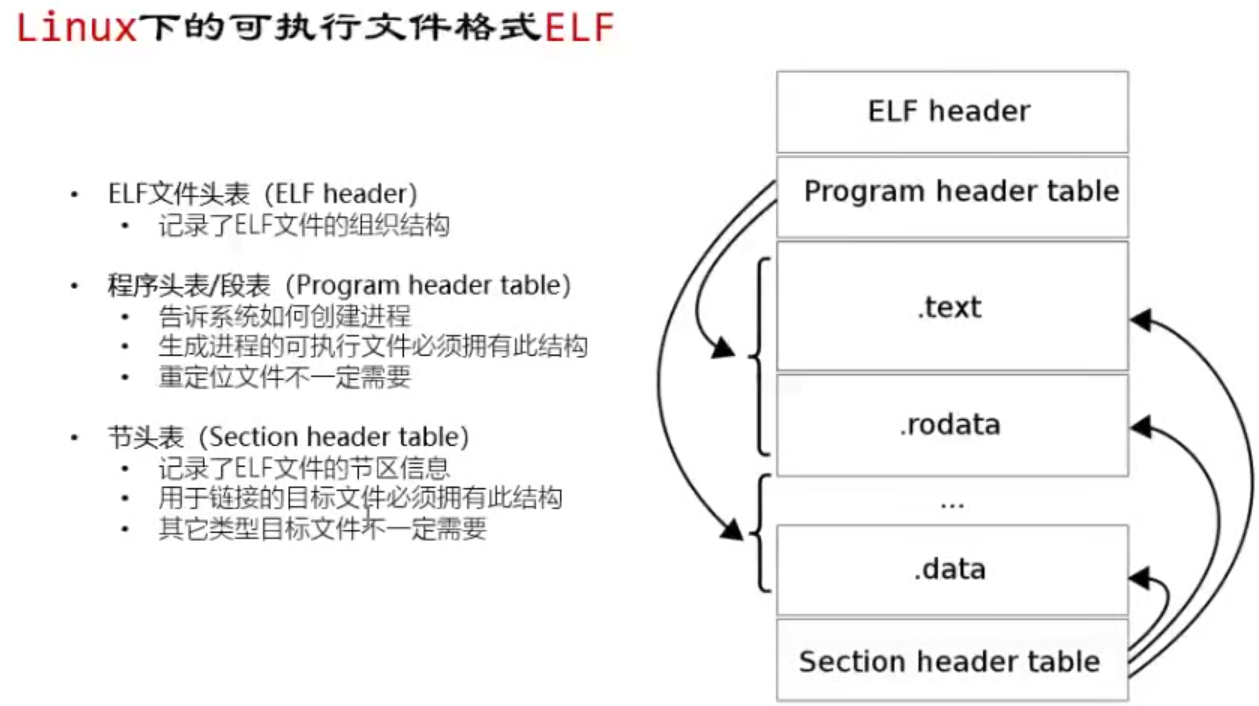 Linux下的可执行文件格式ELF
• ELF文件头表（ELF header）
• 记录了ELF文件的组织结构
• 程序头表/段表（Program header table）
• 告诉系统如何创建进程
• 生成进程的可执行文件必须拥有此结构
• 重定位文件不一定需要
• 节头表（Section header table）
• 记录了ELF文件的节区信息
• 用于链接的目标文件必须拥有此结构
• 其它类型目标文件不一定需要
ELF header
Program header table
.text
.rodata
...
.data
Section header table